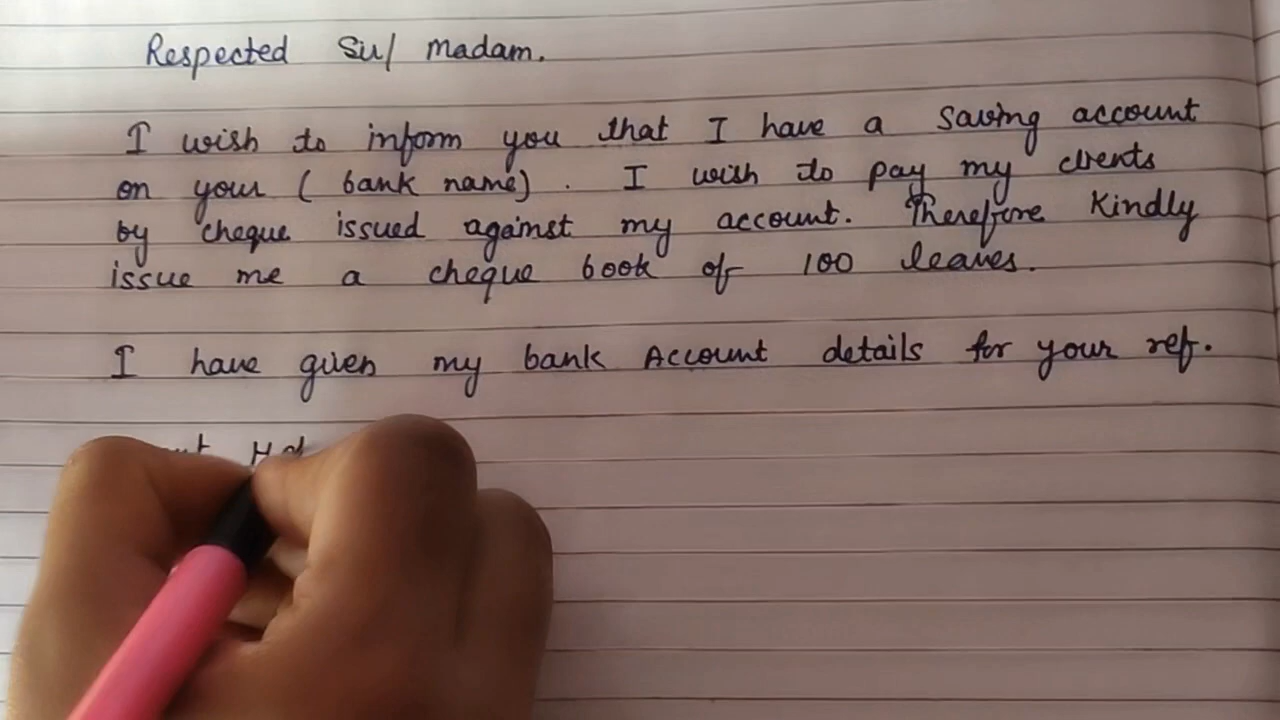 Respected Sir/ Madam.
I wish to inform you that I have a saving account
on your ( bank name) . I wish to pay my clients
by cheque issued against my account. Therefore Kindly
issue me a cheque book of 100 leaves.
I have given my bank Account details for your ref.